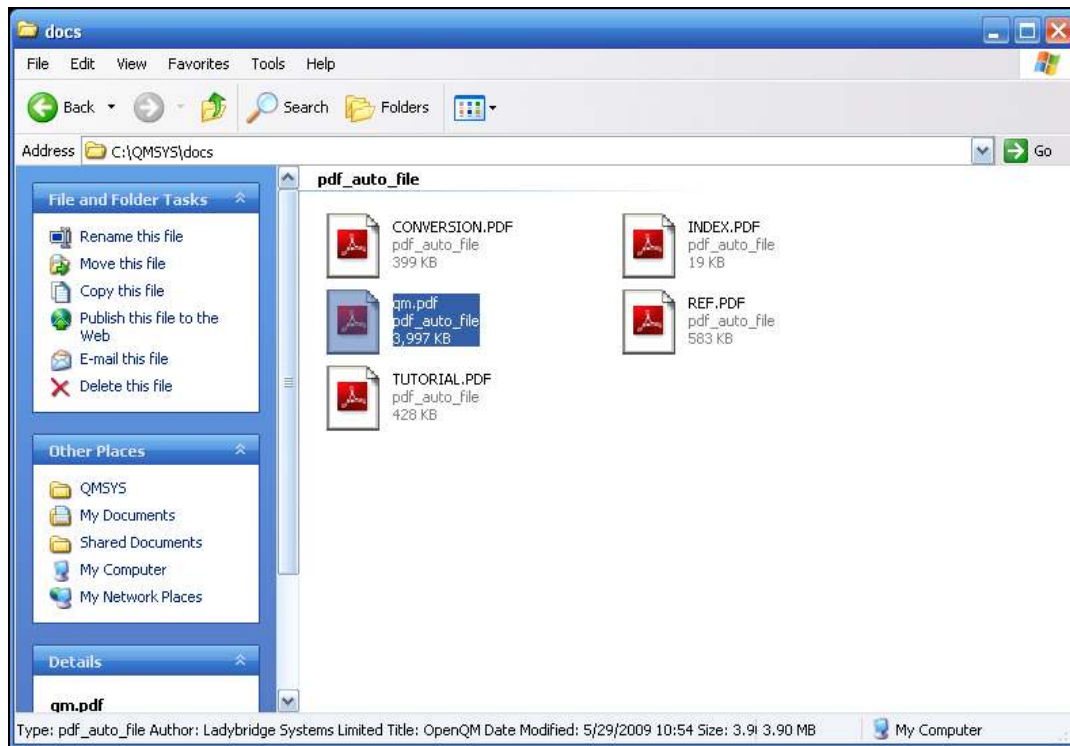 docs
File Edit View Favorites Tools Help
Back Search Folders
Address C:\QMSYS\docs Go
File and Folder Tasks
Rename this file
Move this file
Copy this file
Publish this file to the
Web
E-mail this file
Delete this file
Other Places
QMSYS
My Documents
Shared Documents
My Computer
My Network Places
Details
qm.pdf
pdf_auto_file
CONVERSION.PDF
pdf_auto_file
399 KB
INDEX.PDF
pdf_auto_file
19 KB
qm.pdf
pdf_auto_file
3,997 KB
REF.PDF
pdf_auto_file
583 KB
TUTORIAL.PDF
pdf_auto_file
428 KB
Type: pdf_auto_file Author: Ladybridge Systems Limited Title: OpenQM Date Modified: 5/29/2009 10:54 Size: 3.9 3.90 MB My Computer